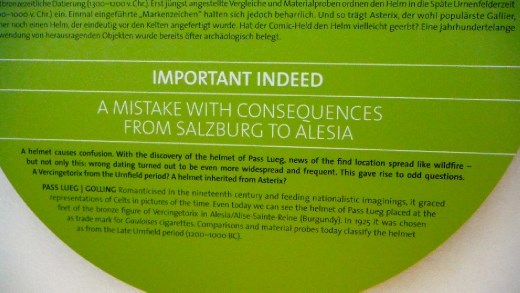 bronzezeitliche Datierung (1300–1000 v. Chr.). Erst jüngst angestellte Vergleiche und Materialproben ordnen den Helm in die Späte Urnenfelderzeit
v. Chr.) ein. Einmal eingeführte „Markenzeichen“ halten sich jedoch beharrlich. Und so trägt Asterix, der wohl populärste Gallier,
noch einen Helm, der eindeutig vor den Kelten angefertigt wurde. Hat der Comic-Held den Helm vielleicht geerbt? Eine jahrhundertelange
von herausragenden Objekten wurde bereits öfter archäologisch belegt.
IMPORTANT INDEED
A MISTAKE WITH CONSEQUENCES
FROM SALZBURG TO ALESIA
A helmet causes confusion. With the discovery of the helmet of Pass Lueg, news of the find location spread like wildfire –
but not only this: wrong dating turned out to be even more widespread and frequent. This gave rise to odd questions.
A Vercingetorix from the Urnfield period? A helmet inherited from Asterix?
PASS LUEG | GOLLING Romanticised in the nineteenth century and feeding nationalistic imaginings, it graced
representations of Celts in pictures of the time. Even today we can see the helmet of Pass Lueg placed at the
feet of the bronze figure of Vercingetorix in Alesia/Alise-Sainte-Reine (Burgundy). In 1925 it was chosen
as trade mark for Gauloises cigarettes. Comparisons and material probes today classify the helmet
as from the Late Urnfield period (1200–1000 BC).